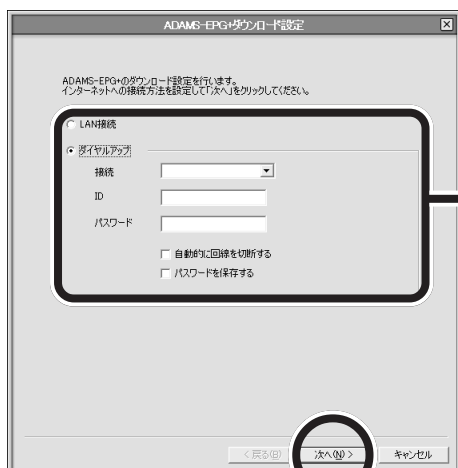 ADAMS-EPG+ダウンロード設定
ADAMS-EPG+のダウンロード設定を行います。
インターネットへの接続方法を設定して「次へ」をクリックしてください。
LAN接続
ダイヤルアップ
接続
ID
パスワード
自動的に回線を切断する
パスワードを保存する
< 戻る(B)
次へ(N) >
キャンセル